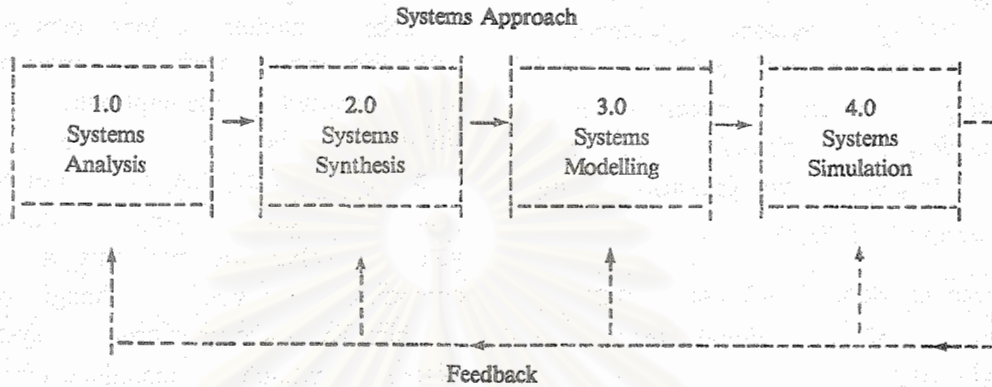 Systems Approach
1.0
Systems
Analysis
2.0
Systems
Synthesis
3.0
Systems
Modelling
4.0
Systems
Simulation
Feedback